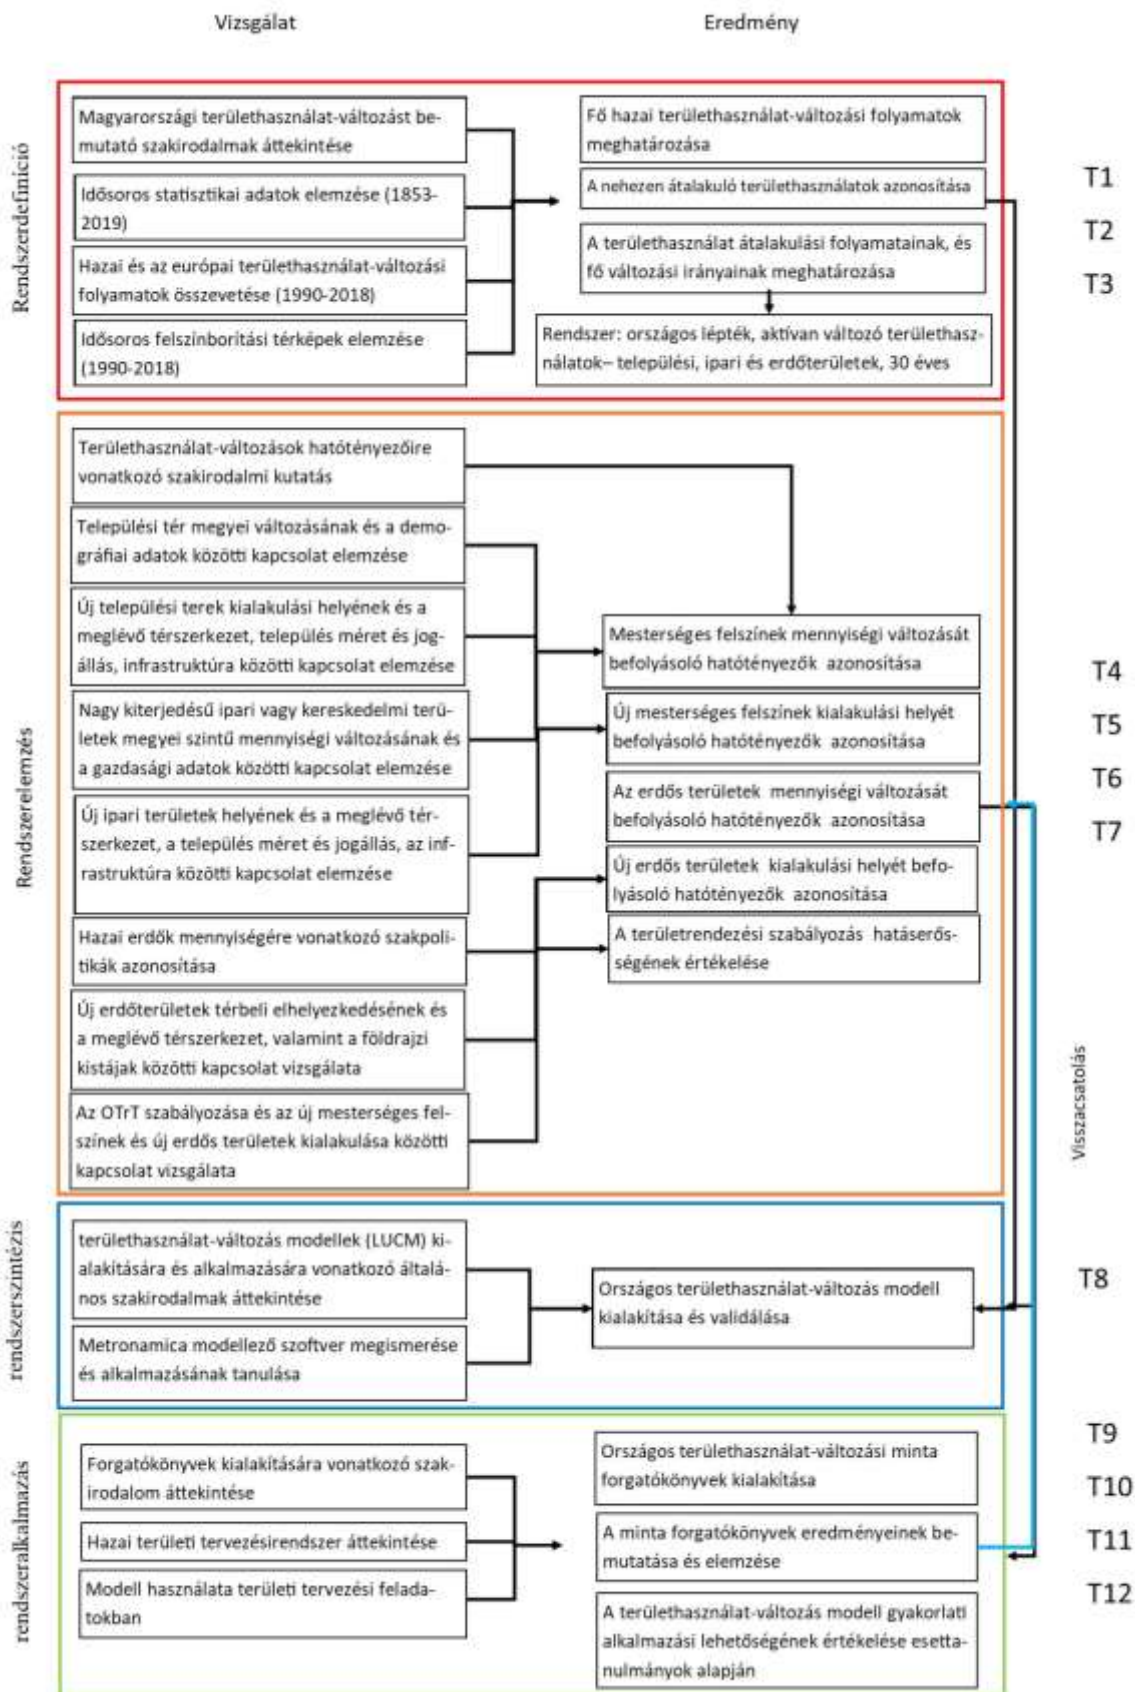 Vizsgálat
Eredmény
Rendszerdefiníció
Magyarországi területhasználat-változást be-
mutató szakirodalmak áttekintése
Idősoros statisztikai adatok elemzése (1853-
2019)
Hazai és az európai területhasználat-változási
folyamatok összevetése (1990-2018)
Idősoros felszínborítási térképek elemzése
(1990-2018)
Fő hazai területhasználat-változási folyamatok
meghatározása
A nehezen átalakuló területhasználatok azonosítása
A területhasználat átalakulási folyamatainak, és
fő változási irányainak meghatározása
Rendszer: országos lépték, aktívan változó területhasz-
nálatok– települési, ipari és erdőterületek, 30 éves
T1
T2
T3
Rendszerelemzés
Területhasználat-változások hatótényezőire
vonatkozó szakirodalmi kutatás
Települési tér megyei változásának és a demo-
gráfiai adatok közötti kapcsolat elemzése
Új települési terek kialakulási helyének és a
meglévő térszerkezet, település méret és jog-
állás, infrastruktúra közötti kapcsolat elemzése
Nagy kiterjedésű ipari vagy kereskedelmi terü-
letek megyei szintű mennyiségi változásának és
a gazdasági adatok közötti kapcsolat elemzése
Új ipari területek helyének és a meglévő tér-
szerkezet, a település méret és jogállás, az inf-
rastruktúra közötti kapcsolat elemzése
Hazai erdők mennyiségére vonatkozó szakpoli-
tikák azonosítása
Új erdőterületek térbeli elhelyezkedésének és
a meglévő térszerkezet, valamint a földrajzi
kistájak közötti kapcsolat vizsgálata
Az OTrT szabályozása és az új mesterséges fel-
színek és új erdős területek kialakulása közötti
kapcsolat vizsgálata
Mesterséges felszínek mennyiségi változását
befolyásoló hatótényezők azonosítása
Új mesterséges felszínek kialakulási helyét
befolyásoló hatótényezők azonosítása
Az erdős területek mennyiségi változását
befolyásoló hatótényezők azonosítása
Új erdős területek kialakulási helyét befo-
lyásoló hatótényezők azonosítása
A területrendezési szabályozás hatáserős-
ségének értékelése
T4
T5
T6
T7
Visszacsatolás
rendszerszintézis
területhasználat-változás modellek (LUCM) ki-
alakítására és alkalmazására vonatkozó általá-
nos szakirodalmak áttekintése
Metronamica modellező szoftver megismerése
és alkalmazásának tanulása
Országos területhasználat-változás modell
kialakítása és validálása
T8
rendszeralkalmazás
Forgatókönyvek kialakítására vonatkozó szak-
irodalom áttekintése
Hazai területi tervezésirendszer áttekintése
Modell használata területi tervezési felada-
tokban
Országos területhasználat-változási minta
forgatókönyvek kialakítása
A minta forgatókönyvek eredményeinek be-
mutatása és elemzése
A területhasználat-változás modell gyakorlati
alkalmazási lehetőségének értékelése esetta-
nulmányok alapján
T9
T10
T11
T12